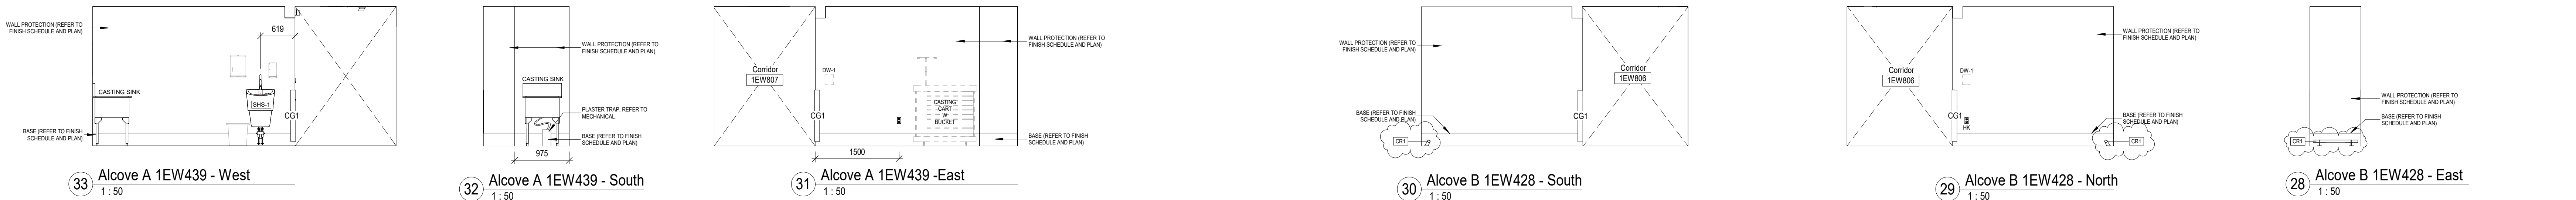 WALL PROTECTION (REFER TO
FINISH SCHEDULE AND PLAN)
619
CASTING SINK
SHS-1
CG1
BASE (REFER TO FINISH
SCHEDULE AND PLAN)
33
Alcove A 1EW439 - West
1 : 50
WALL PROTECTION (REFER TO
FINISH SCHEDULE AND PLAN)
CASTING SINK
PLASTER TRAP, REFER TO
MECHANICAL
BASE (REFER TO FINISH
SCHEDULE AND PLAN)
975
32
Alcove A 1EW439 - South
1 : 50
WALL PROTECTION (REFER TO
FINISH SCHEDULE AND PLAN)
Corridor
1EW807
DW-1
CG1
CASTING
CART
W/
BUCKET
BASE (REFER TO FINISH
SCHEDULE AND PLAN)
1500
31
Alcove A 1EW439 -East
1 : 50
WALL PROTECTION (REFER TO
FINISH SCHEDULE AND PLAN)
Corridor
1EW806
BASE (REFER TO FINISH
SCHEDULE AND PLAN)
CG1
CR1
30
Alcove B 1EW428 - South
1 : 50
WALL PROTECTION (REFER TO
FINISH SCHEDULE AND PLAN)
Corridor
1EW806
DW-1
CG1
HK
BASE (REFER TO FINISH
SCHEDULE AND PLAN)
CR1
29
Alcove B 1EW428 - North
1 : 50
WALL PROTECTION (REFER TO
FINISH SCHEDULE AND PLAN)
BASE (REFER TO FINISH
SCHEDULE AND PLAN)
CR1
28
Alcove B 1EW428 - East
1 : 50